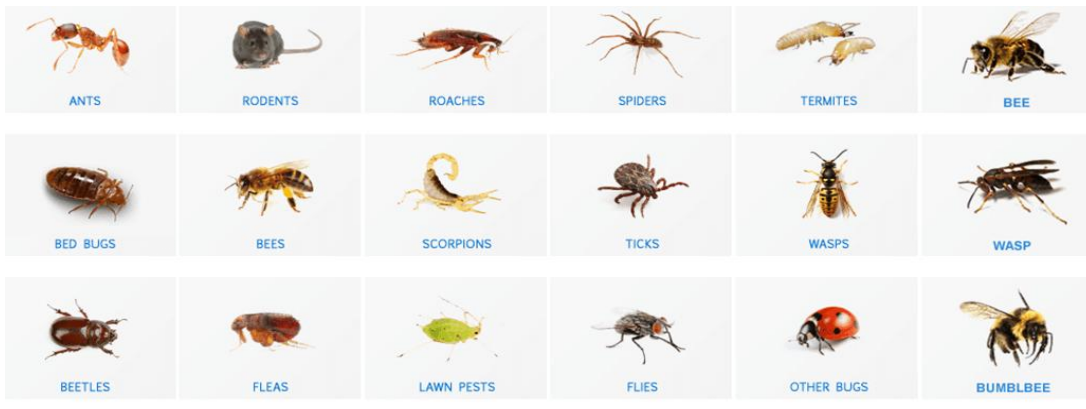 ANTS
RODENTS
ROACHES
SPIDERS
TERMITES
BEE
BED BUGS
BEES
SCORPIONS
TICKS
WASPS
WASP
BEETLES
FLEAS
LAWN PESTS
FLIES
OTHER BUGS
BUMBLBEE